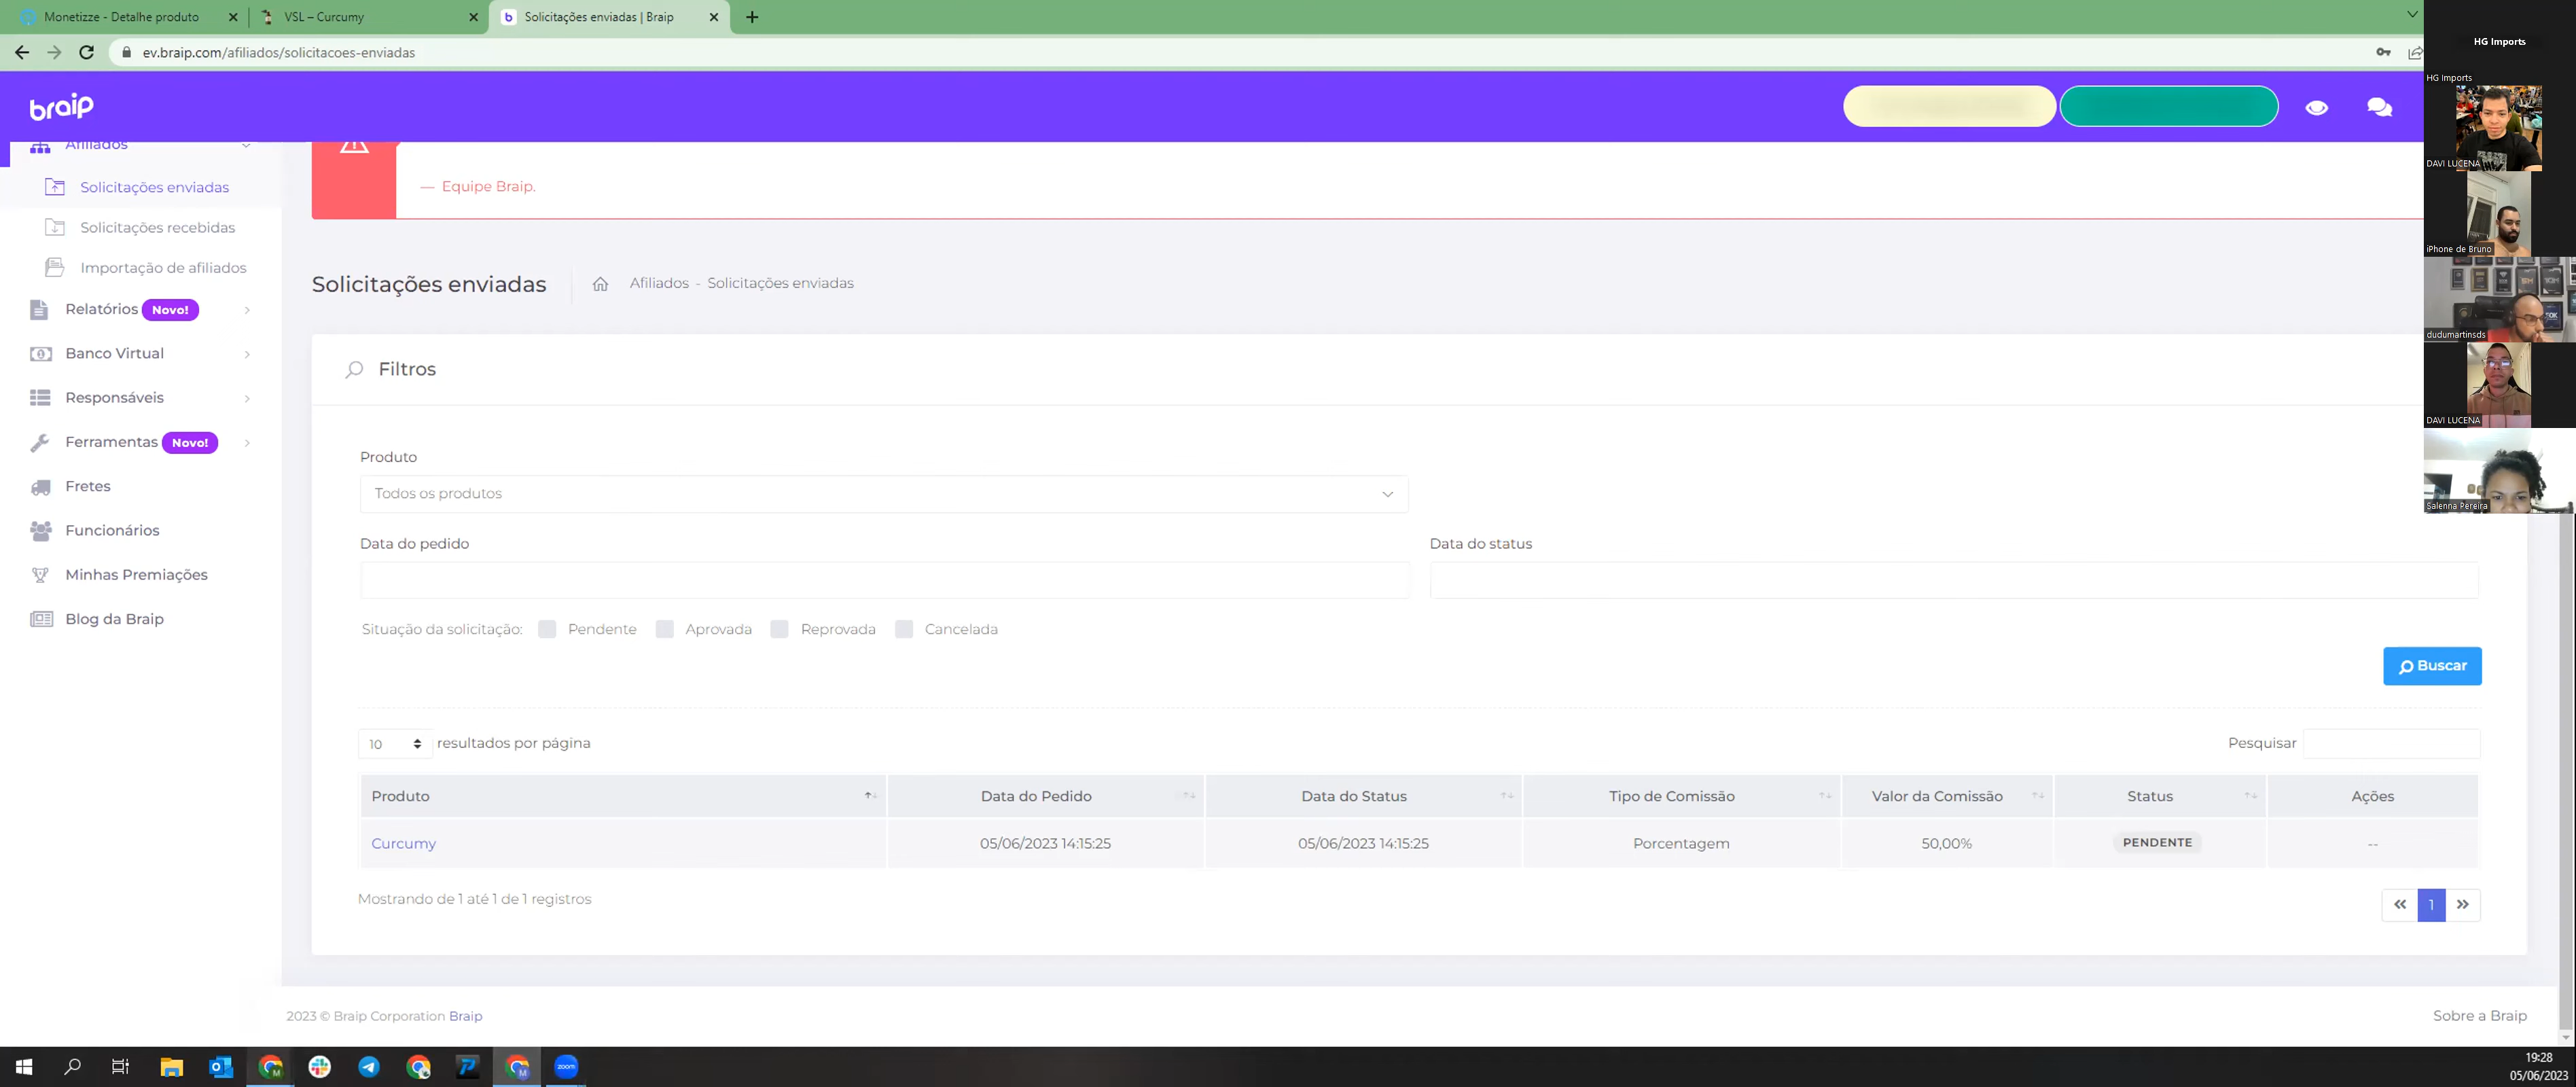 Monetizze - Detalhe produto
VSL – Curcumy
Solicitações enviadas | Braip
ev.braip.com/afiliados/solicitacoes-enviadas
braip
Afiliados
Solicitações enviadas
Solicitações recebidas
Importação de afiliados
Relatórios Novo!
Banco Virtual
Responsáveis
Ferramentas Novo!
Fretes
Funcionários
Minhas Premiações
Blog da Braip
— Equipe Braip.
Solicitações enviadas
Afiliados - Solicitações enviadas
Filtros
Produto
Todos os produtos
Data do pedido
Data do status
Situação da solicitação: Pendente Aprovada Reprovada Cancelada
Buscar
10 resultados por página
Pesquisar
Produto Data do Pedido Data do Status Tipo de Comissão Valor da Comissão Status Ações
Curcumy 05/06/2023 14:15:25 05/06/2023 14:15:25 Porcentagem 50,00% PENDENTE --
Mostrando de 1 até 1 de 1 registros
« 1 »
2023 © Braip Corporation Braip
Sobre a Braip
HG Imports
HG Imports
DAVI LUCENA
iPhone de Bruno
dudumartinsds
DAVI LUCENA
Salenna Pereira
zoom
19:28
05/06/2023